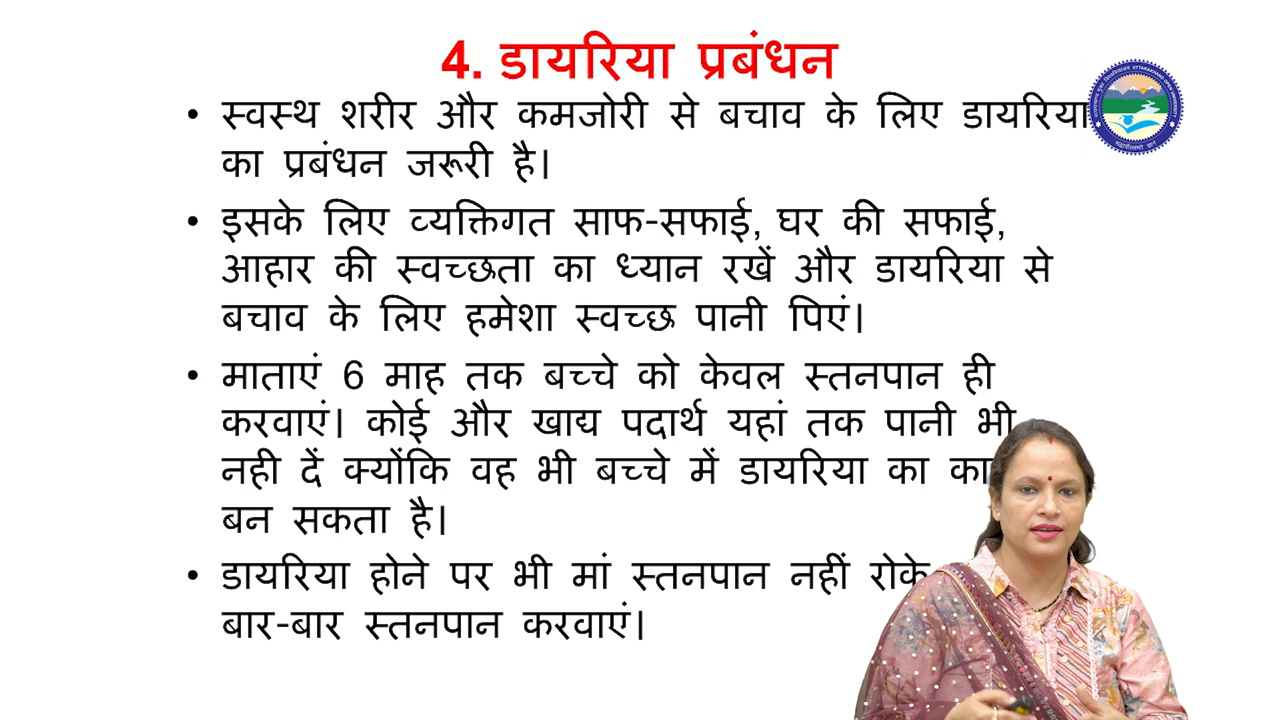 4. डायरिया प्रबंधन
• स्वस्थ शरीर और कमजोरी से बचाव के लिए डायरिया
का प्रबंधन जरूरी है।
• इसके लिए व्यक्तिगत साफ-सफाई, घर की सफाई,
आहार की स्वच्छता का ध्यान रखें और डायरिया से
बचाव के लिए हमेशा स्वच्छ पानी पिएं।
• माताएं 6 माह तक बच्चे को केवल स्तनपान ही
करवाएं। कोई और खाद्य पदार्थ यहां तक पानी भी
नही दें क्योंकि वह भी बच्चे में डायरिया का
बन सकता है।
• डायरिया होने पर भी मां स्तनपान नहीं रोके
बार-बार स्तनपान करवाएं।